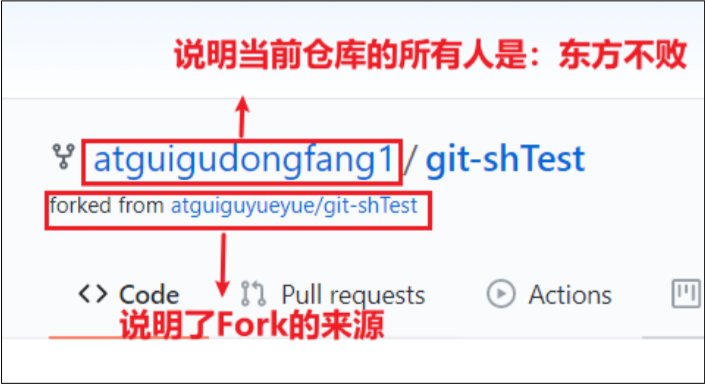 说明当前仓库的所有人是：东方不败
atguigudongfang1 / git-shTest
forked from atguiguyueyue/git-shTest
Code Pull requests Actions
说明了Fork的来源